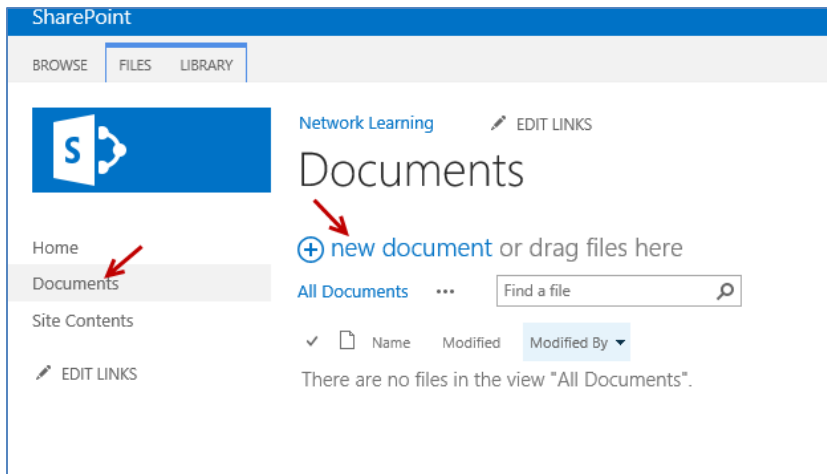 SharePoint
BROWSE FILES LIBRARY
S
Network Learning EDIT LINKS
Documents
Home
Documents
Site Contents
EDIT LINKS
new document or drag files here
All Documents ... Find a file
Name Modified Modified By
There are no files in the view "All Documents".